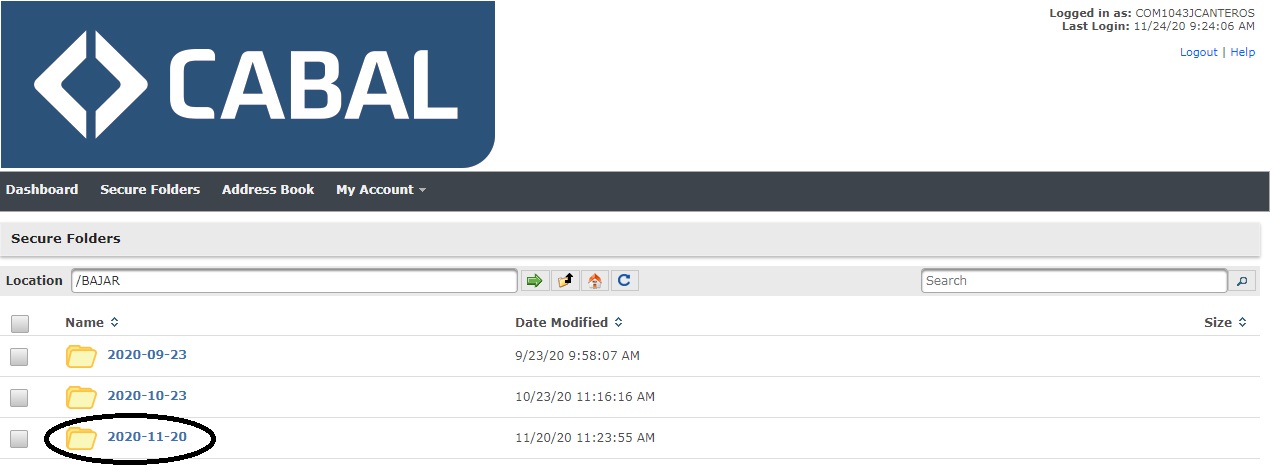 CABAL
Logged in as: COM1043JCANTEROS
Last Login: 11/24/20 9:24:06 AM
Logout | Help
Dashboard Secure Folders Address Book My Account
Secure Folders
Location /BAJAR Search
Name Date Modified Size
2020-09-23 9/23/20 9:58:07 AM
2020-10-23 10/23/20 11:16:16 AM
2020-11-20 11/20/20 11:23:55 AM